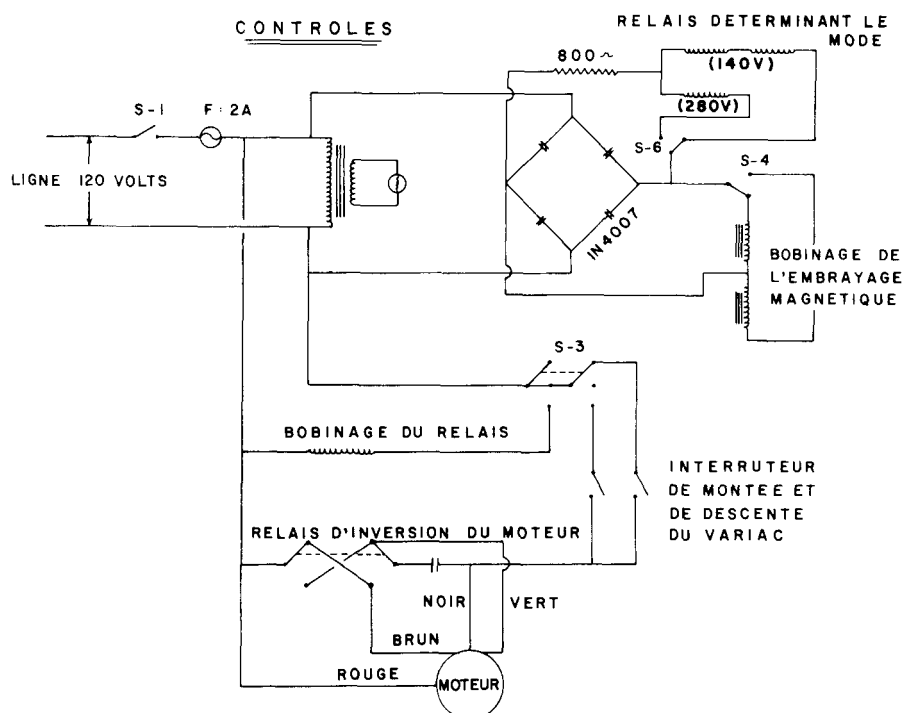 CONTROLES
RELAIS DETERMINANT LE
MODE
800~
(140V)
(280V)
S-1
F: 2A
S-6
S-4
LIGNE 120 VOLTS
IN4007
BOBINAGE DE
L'EMBRAYAGE
MAGNETIQUE
S-3
BOBINAGE DU RELAIS
INTERRUTEUR
DE MONTEE ET
DE DESCENTE
DU VARIAC
RELAIS D'INVERSION DU MOTEUR
NOIR
VERT
BRUN
ROUGE
MOTEUR